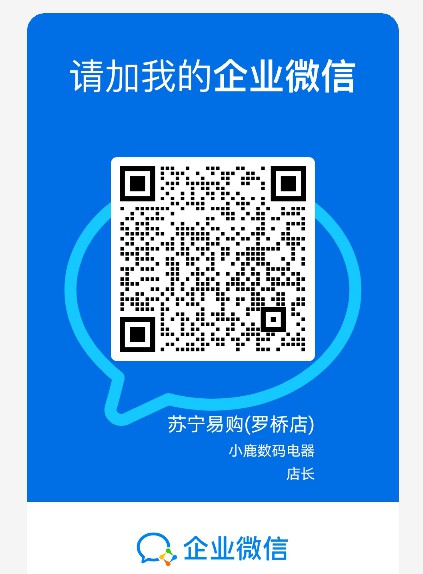 请加我的企业微信
苏宁易购(罗桥店)
小鹿数码电器
店长
企业微信